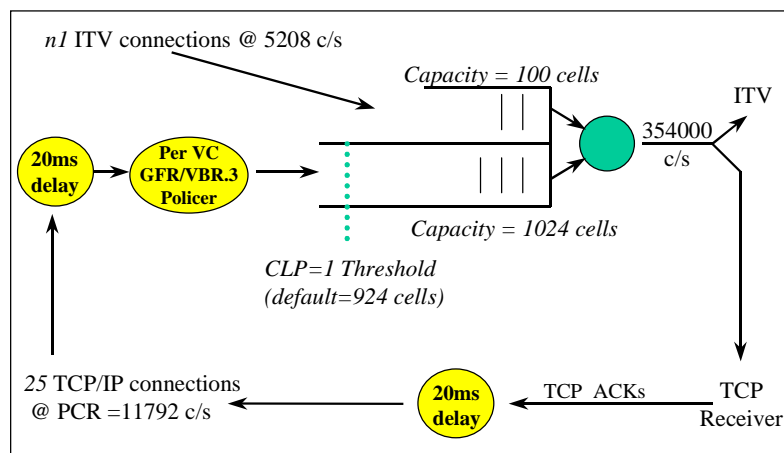 n1 ITV connections @ 5208 c/s
Capacity = 100 cells
ITV
354000
c/s
20ms
delay
Per VC
GFR/VBR.3
Policer
Capacity = 1024 cells
CLP=1 Threshold
(default=924 cells)
25 TCP/IP connections
@ PCR =11792 c/s
20ms
delay
TCP ACKs
TCP
Receiver